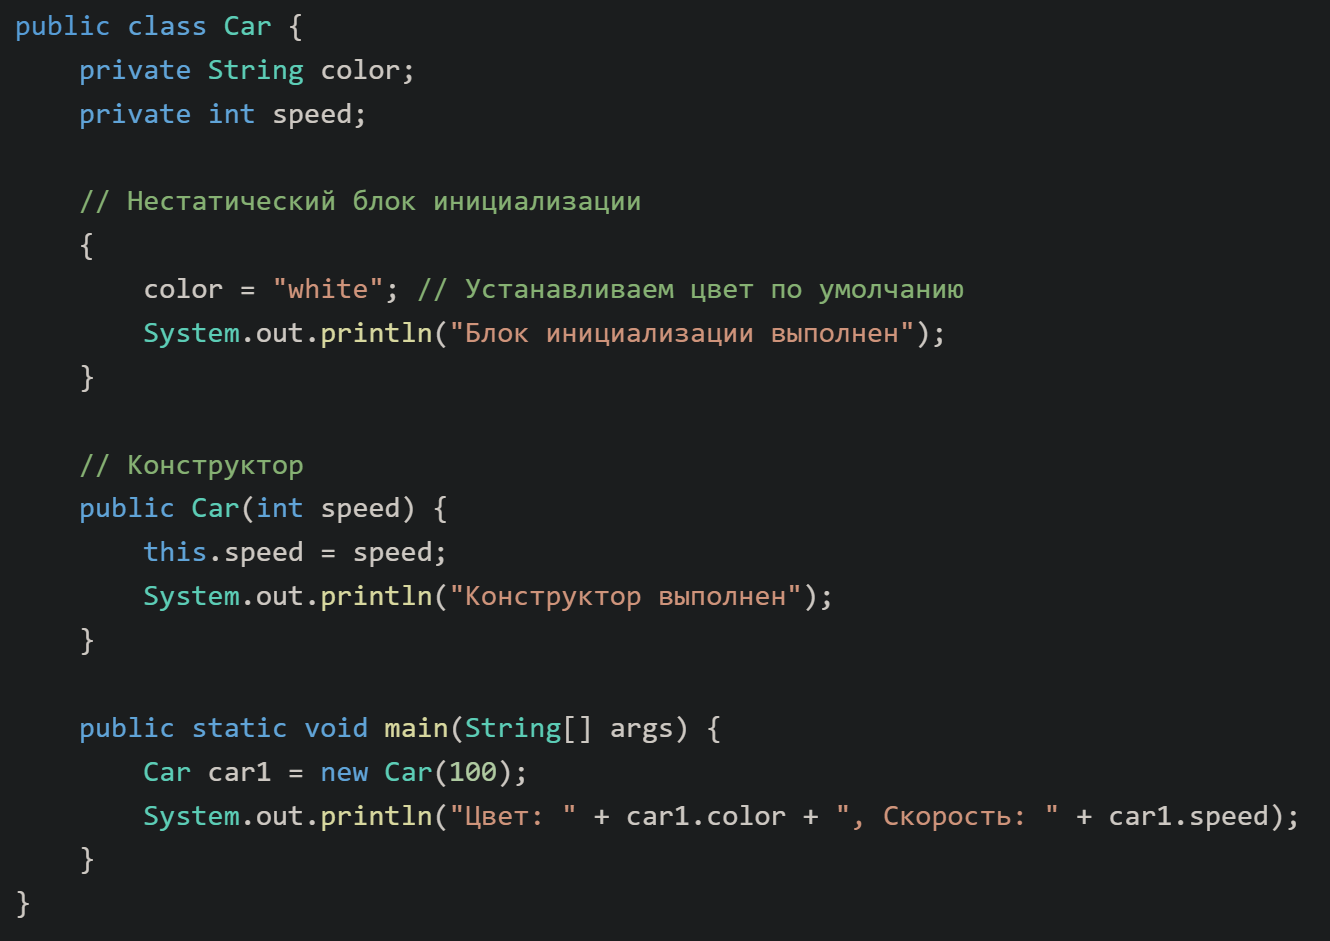 public class Car {
    private String color;
    private int speed;

    // Нестатический блок инициализации
    {
        color = "white"; // Устанавливаем цвет по умолчанию
        System.out.println("Блок инициализации выполнен");
    }

    // Конструктор
    public Car(int speed) {
        this.speed = speed;
        System.out.println("Конструктор выполнен");
    }

    public static void main(String[] args) {
        Car car1 = new Car(100);
        System.out.println("Цвет: " + car1.color + ", Скорость: " + car1.speed);
    }
}